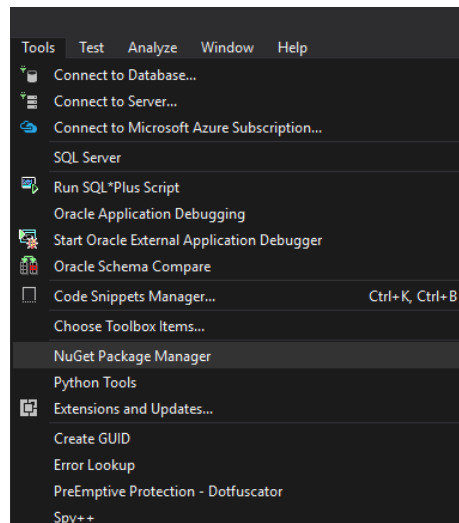 Tools Test Analyze Window Help
Connect to Database...
Connect to Server...
Connect to Microsoft Azure Subscription...
SQL Server
Run SQL*Plus Script
Oracle Application Debugging
Start Oracle External Application Debugger
Oracle Schema Compare
Code Snippets Manager... Ctrl+K, Ctrl+B
Choose Toolbox Items...
NuGet Package Manager
Python Tools
Extensions and Updates...
Create GUID
Error Lookup
PreEmptive Protection - Dotfuscator
Spy++